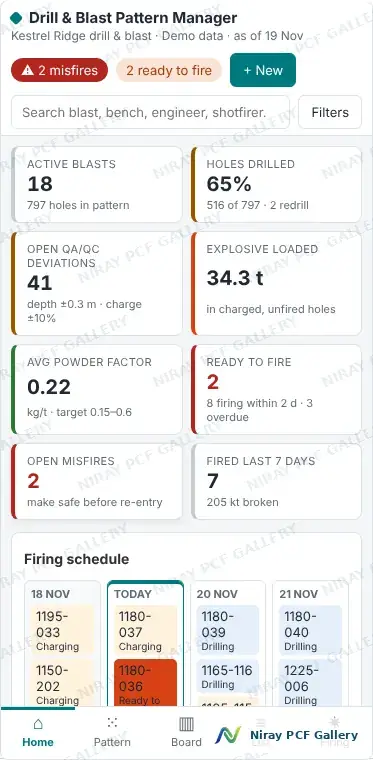 Drill & Blast Pattern Manager
Kestrel Ridge drill & blast · Demo data · as of 19 Nov
⚠ 2 misfires
2 ready to fire
+ New
Search blast, bench, engineer, shotfirer.
Filters
ACTIVE BLASTS
18
797 holes in pattern
HOLES DRILLED
65%
516 of 797 · 2 redrill
OPEN QA/QC
DEVIATIONS
41
depth ±0.3 m · charge
±10%
EXPLOSIVE LOADED
34.3 t
in charged, unfired holes
AVG POWDER FACTOR
0.22
kg/t · target 0.15–0.6
READY TO FIRE
2
8 firing within 2 d · 3
overdue
OPEN MISFIRES
2
make safe before re-entry
FIRED LAST 7 DAYS
7
205 kt broken
Firing schedule
18 NOV
1195-
033
Charging
1150-
202
Charging
TODAY
1180-
037
Charging
1180-
036
Ready to
20 NOV
1180-
039
Drilling
1165-116
Drilling
21 NOV
1180-
040
Drilling
1225-
006
Drilling
Home
Pattern
Board
Niray PCF Gallery
NIRAY PCF GALLERY